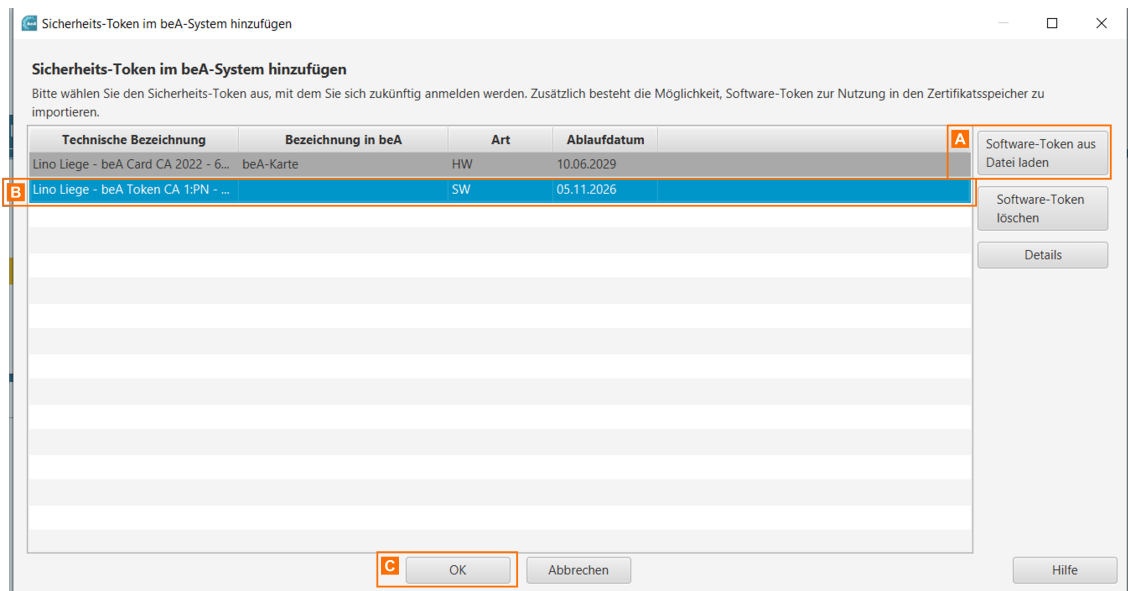 beA Sicherheits-Token im beA-System hinzufügen
Sicherheits-Token im beA-System hinzufügen
Bitte wählen Sie den Sicherheits-Token aus, mit dem Sie sich zukünftig anmelden werden. Zusätzlich besteht die Möglichkeit, Software-Token zur Nutzung in den Zertifikatsspeicher zu
importieren.
Technische Bezeichnung Bezeichnung in beA Art Ablaufdatum
Lino Liege - beA Card CA 2022 - 6... beA-Karte HW 10.06.2029
B Lino Liege - beA Token CA 1:PN - ... SW 05.11.2026
A Software-Token aus
Datei laden
Software-Token
löschen
Details
C OK Abbrechen Hilfe